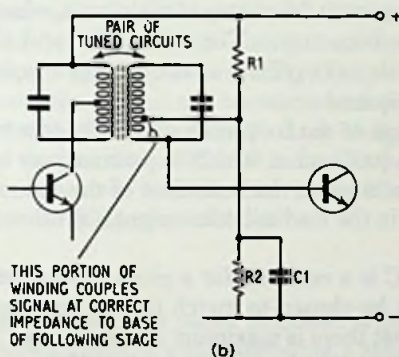 PAIR OF
TUNED CIRCUITS
+
R1
R2
C1
THIS PORTION OF
WINDING COUPLES
SIGNAL AT CORRECT
IMPEDANCE TO BASE
OF FOLLOWING STAGE
(b)
−